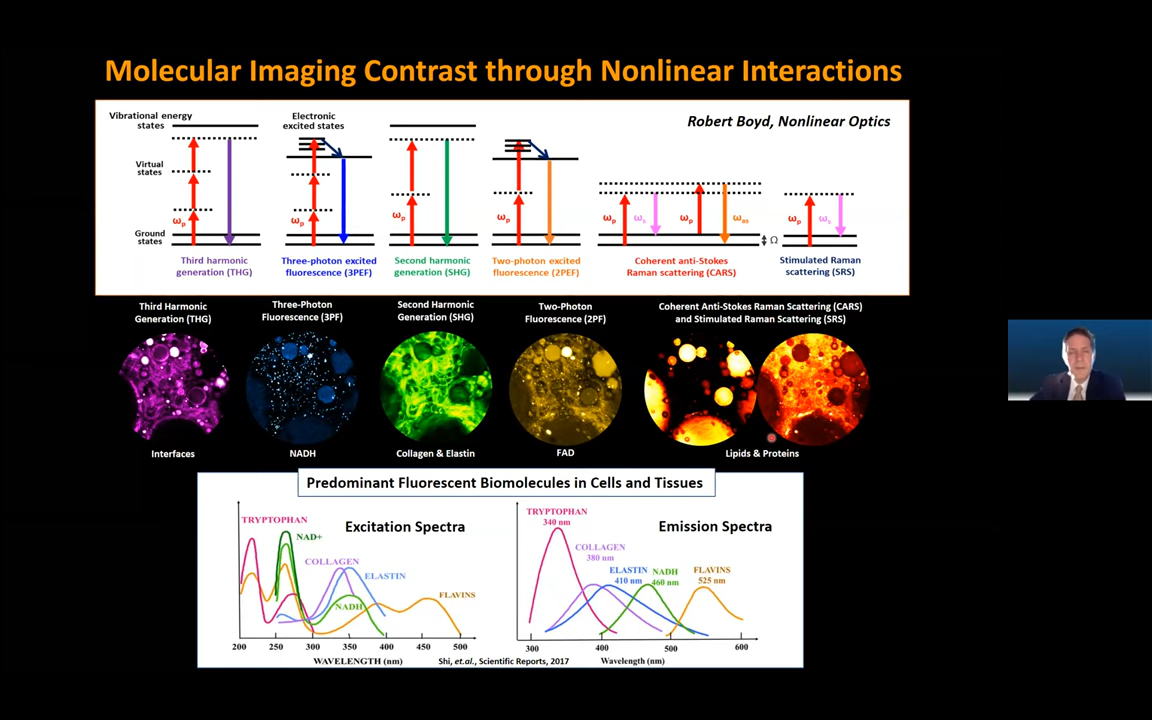 Molecular Imaging Contrast through Nonlinear Interactions
Robert Boyd, Nonlinear Optics
Vibrational energy
states
Virtual
states
Ground
states
Electronic
excited states
ωp
ωp
ωp
ωp
ωp
ωs
ωp
ωas
Ω
ωp
ωs
Third harmonic
generation (THG)
Three-photon excited
fluorescence (3PEF)
Second harmonic
generation (SHG)
Two-photon excited
fluorescence (2PEF)
Coherent anti-Stokes
Raman scattering (CARS)
Stimulated Raman
scattering (SRS)
Third Harmonic
Generation (THG)
Three-Photon
Fluorescence (3PF)
Second Harmonic
Generation (SHG)
Two-Photon
Fluorescence (2PF)
Coherent Anti-Stokes Raman Scattering (CARS)
and Stimulated Raman Scattering (SRS)
Interfaces
NADH
Collagen & Elastin
FAD
Lipids & Proteins
Predominant Fluorescent Biomolecules in Cells and Tissues
Excitation Spectra
TRYPTOPHAN
NAD+
COLLAGEN
ELASTIN
NADH
FLAVINS
200 250 300 350 400 450 500
WAVELENGTH (nm)
Emission Spectra
TRYPTOPHAN
340 nm
COLLAGEN
380 nm
ELASTIN
410 nm
NADH
460 nm
FLAVINS
525 nm
300 400 500 600
Wavelength (nm)
Shi, et.al., Scientific Reports, 2017